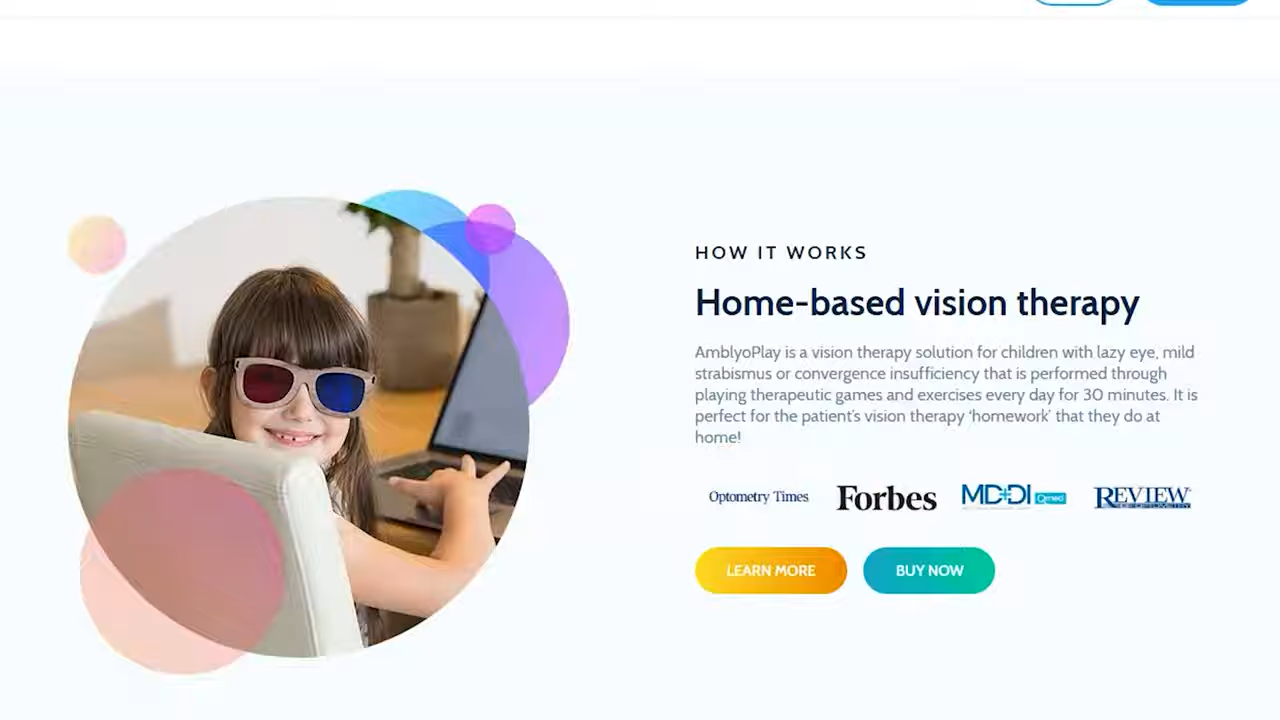 HOW IT WORKS
Home-based vision therapy
AmblyoPlay is a vision therapy solution for children with lazy eye, mild
strabismus or convergence insufficiency that is performed through
playing therapeutic games and exercises every day for 30 minutes. It is
perfect for the patient's vision therapy ‘homework’ that they do at
home!
Optometry Times
Forbes
MD+DI Qmed
REVIEW
LEARN MORE
BUY NOW